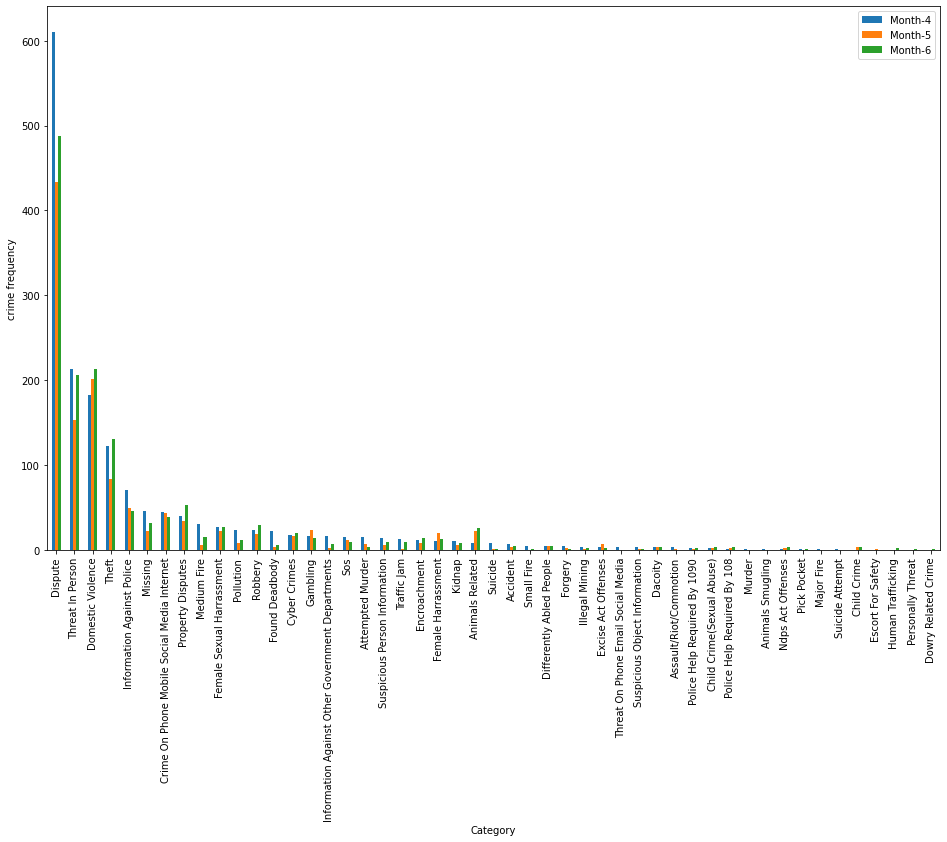 Month-4
Month-5
Month-6
600
500
400
300
200
100
0
crime frequency
Dispute
Threat In Person
Domestic Violence
Theft
Information Against Police
Missing
Crime On Phone Mobile Social Media Internet
Property Disputes
Medium Fire
Female Sexual Harrassment
Pollution
Robbery
Found Deadbody
Cyber Crimes
Gambling
Information Against Other Government Departments
Sos
Attempted Murder
Suspicious Person Information
Traffic Jam
Encroachment
Female Harrassment
Kidnap
Animals Related
Suicide
Accident
Small Fire
Differently Abled People
Forgery
Illegal Mining
Excise Act Offenses
Threat On Phone Email Social Media
Suspicious Object Information
Dacoity
Assault/Riot/Commotion
Police Help Required By 1090
Child Crime(Sexual Abuse)
Police Help Required By 108
Murder
Animals Smugling
Ndps Act Offenses
Pick Pocket
Major Fire
Suicide Attempt
Child Crime
Escort For Safety
Human Trafficking
Personally Threat
Dowry Related Crime
Category